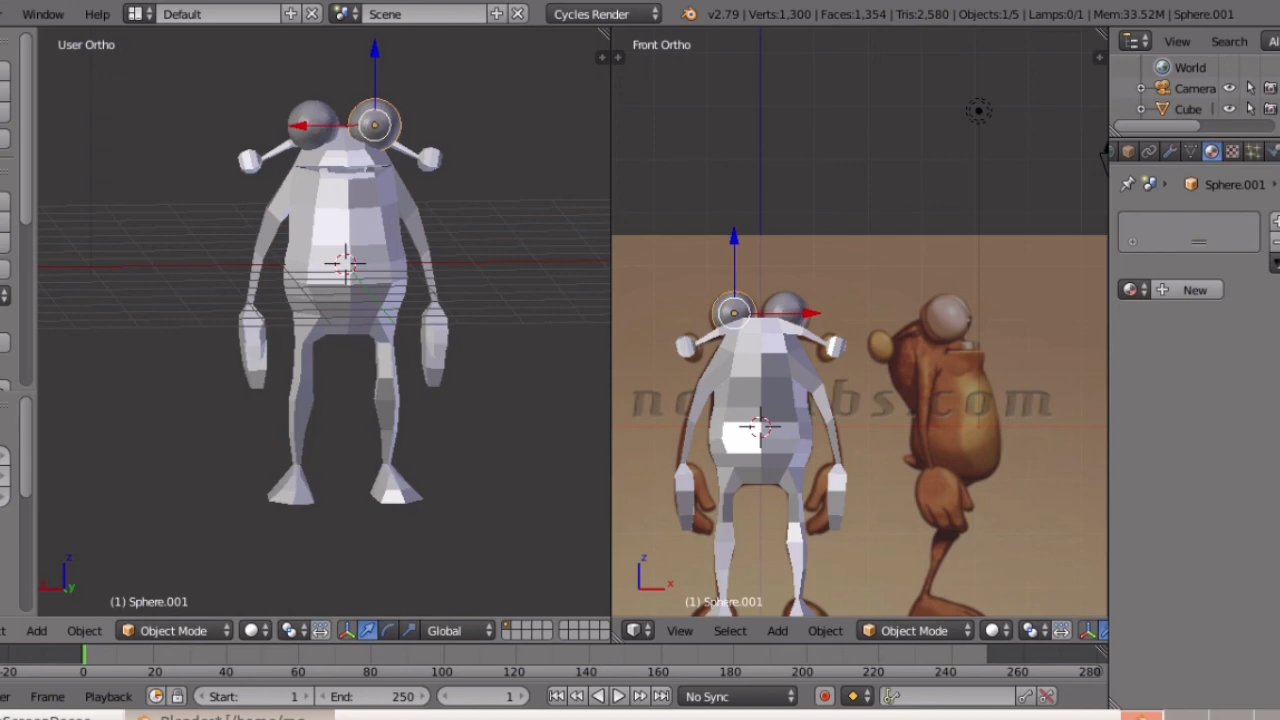 Window Help Default Scene Cycles Render v2.79 | Verts:1,300 | Faces:1,354 | Tris:2,580 | Objects:1/5 | Lamps:0/1 | Mem:33.52M | Sphere.001
User Ortho
Front Ortho
View Search Al
World
Camera
Cube
Sphere.001
New
z
x
y
(1) Sphere.001
z
x
(1) Sphere.001
Add Object Object Mode Global
View Select Add Object Object Mode
-20 0 20 40 60 80 100 120 140 160 180 200 220 240 260 280
Frame Playback Start: 1 End: 250 1 No Sync